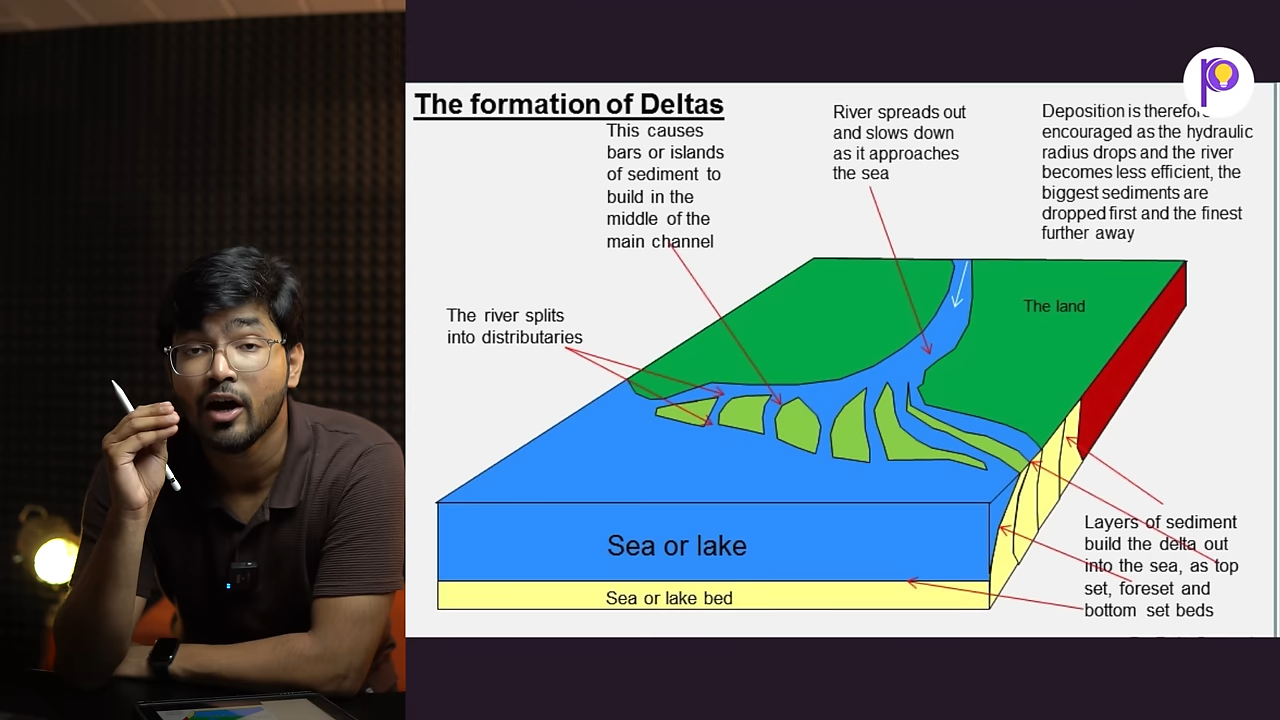 The formation of Deltas
This causes
bars or islands
of sediment to
build in the
middle of the
main channel
River spreads out
and slows down
as it approaches
the sea
encouraged as the hydraulic
Deposition is
radius drops and the river
becomes less efficient, the
biggest sediments are
dropped first and the finest
further away
The river splits
into distributaries
The land
Sea or lake
Sea or lake bed
Layers of sediment
build the delta out
into the sea, as top
set, foreset and
bottom set beds